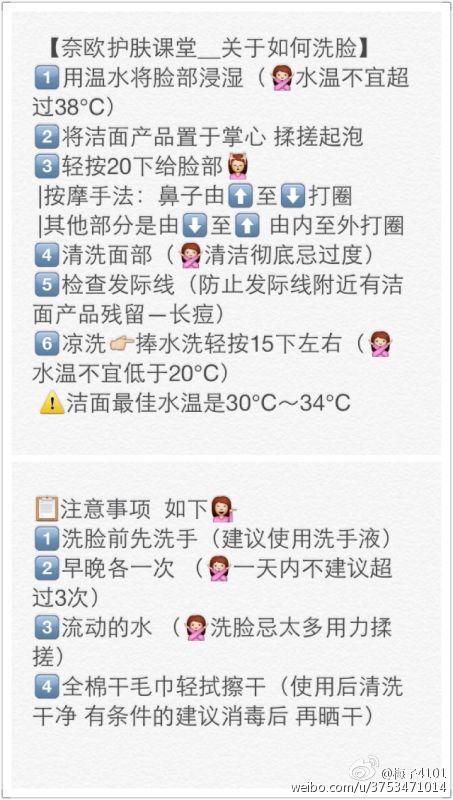 【奈欧护肤课堂__关于如何洗脸】
1️⃣用温水将脸部浸湿（🙅水温不宜超
过38°C）
2️⃣将洁面产品置于掌心 揉搓起泡
3️⃣轻按20下给脸部💆
|按摩手法：鼻子由⬆️至⬇️打圈
|其他部分是由⬇️至⬆️ 由内至外打圈
4️⃣清洗面部（🙅清洁彻底忌过度）
5️⃣检查发际线（防止发际线附近有洁
面产品残留—长痘）
6️⃣凉洗👉捧水洗轻按15下左右（🙅
水温不宜低于20°C）
⚠️洁面最佳水温是30°C～34°C
📋注意事项 如下💁
1️⃣洗脸前先洗手（建议使用洗手液）
2️⃣早晚各一次 （🙅一天内不建议超
过3次）
3️⃣流动的水 （🙅洗脸忌太多用力揉
搓）
4️⃣全棉干毛巾轻拭擦干（使用后清洗
干净 有条件的建议消毒后 再晒干）
@梅子4101
weibo.com/u/3753471014